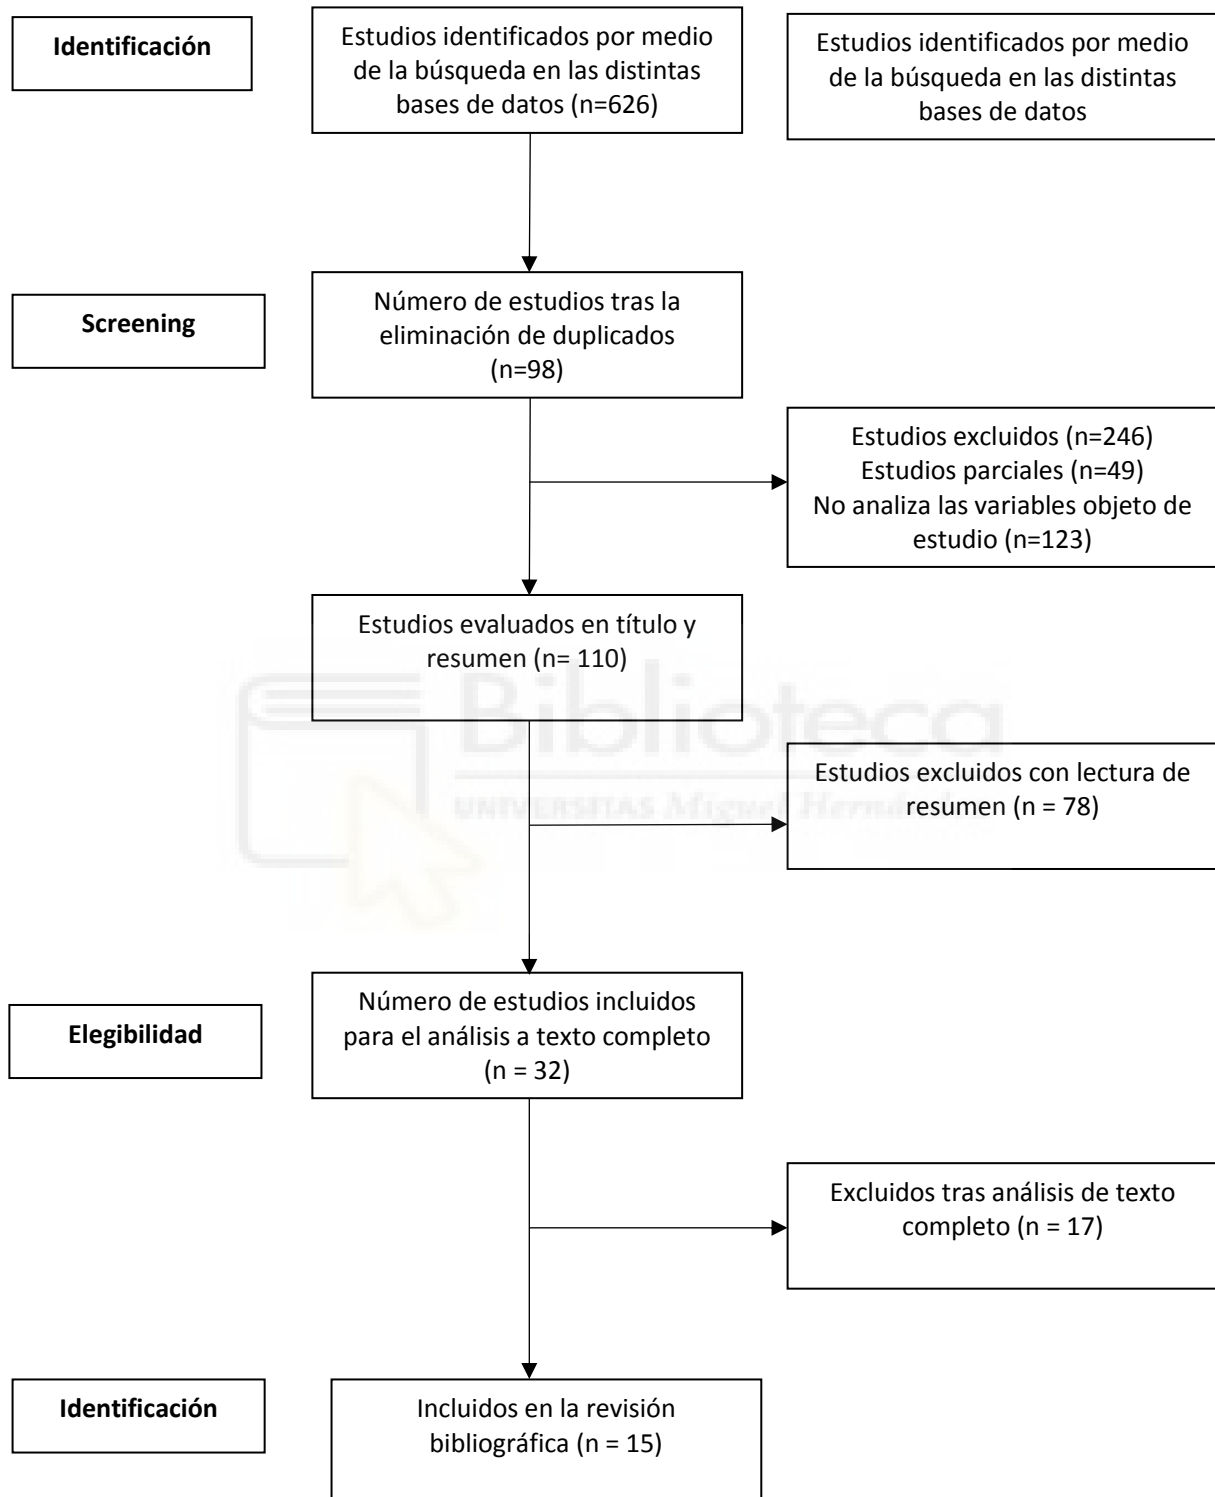 Identificación
Estudios identificados por medio
de la búsqueda en las distintas
bases de datos (n=626)
Estudios identificados por medio
de la búsqueda en las distintas
bases de datos
Screening
Número de estudios tras la
eliminación de duplicados
(n=98)
Estudios excluidos (n=246)
Estudios parciales (n=49)
No analiza las variables objeto de
estudio (n=123)
Estudios evaluados en título y
resumen (n= 110)
Biblioteca
UNIVERSITAS Miguel Hernández
Estudios excluidos con lectura de
resumen (n = 78)
Elegibilidad
Número de estudios incluidos
para el análisis a texto completo
(n = 32)
Excluidos tras análisis de texto
completo (n = 17)
Identificación
Incluidos en la revisión
bibliográfica (n = 15)